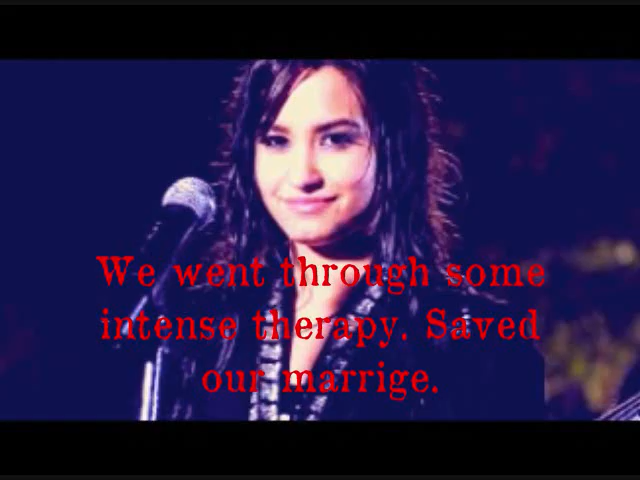 We went through some
intense therapy. Saved
our marrige.